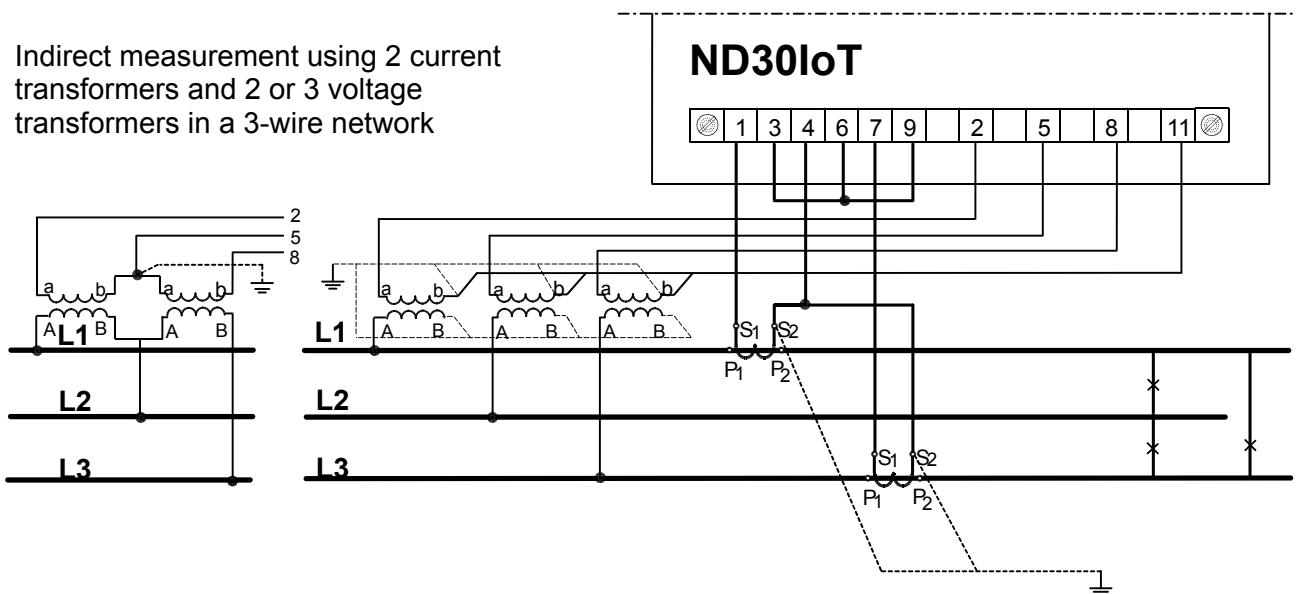 Indirect measurement using 2 current
transformers and 2 or 3 voltage
transformers in a 3-wire network
ND30IoT
1 3 4 6 7 9 2 5 8 11
2
5
8
a b a b a b a b a b
A B A B A B A B A B
L1 L1 S1 S2
P1 P2
L2 L2
L3 L3 S1 S2
P1 P2